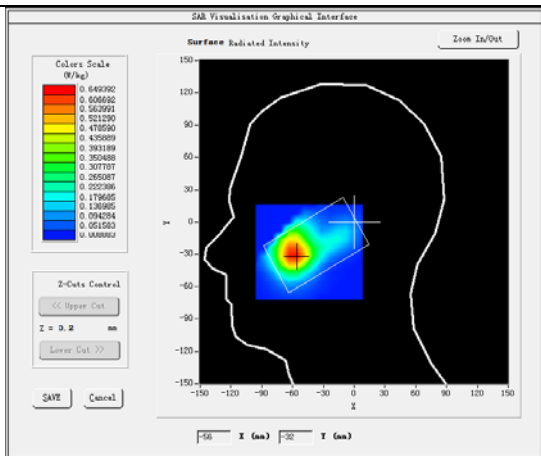 SAR Visualisation Graphical Interface
Surface Radiated Intensity
Zoom In/Out
Colors Scale
(W/kg)
0.649392
0.606692
0.563991
0.521290
0.478590
0.435889
0.393189
0.350488
0.307787
0.265087
0.222386
0.179685
0.136985
0.094284
0.051583
0.008883
Z-Cuts Control
<< Upper Cut
Z = 0.2 mm
Lower Cut >>
SAVE Cancel
150
120
90
60
30
0
-30
-60
-90
-120
-150
Y
-150 -120 -90 -60 -30 0 30 60 90 120 150
X
-56 X (mm) -32 Y (mm)